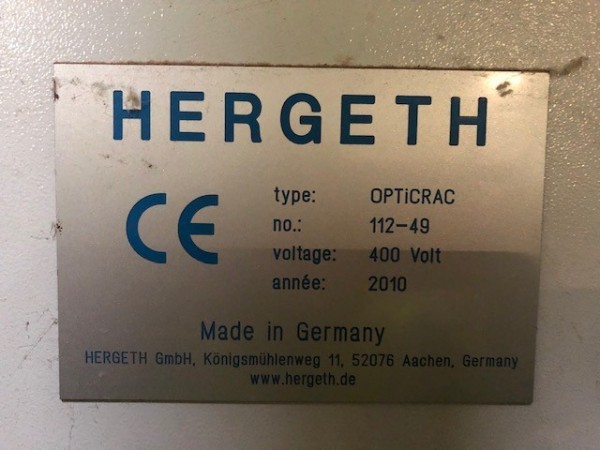 HERGETH
CE
type: OPTiCRAC
no.: 112-49
voltage: 400 Volt
année: 2010
Made in Germany
HERGETH GmbH, Königsmühlenweg 11, 52076 Aachen, Germany
www.hergeth.de